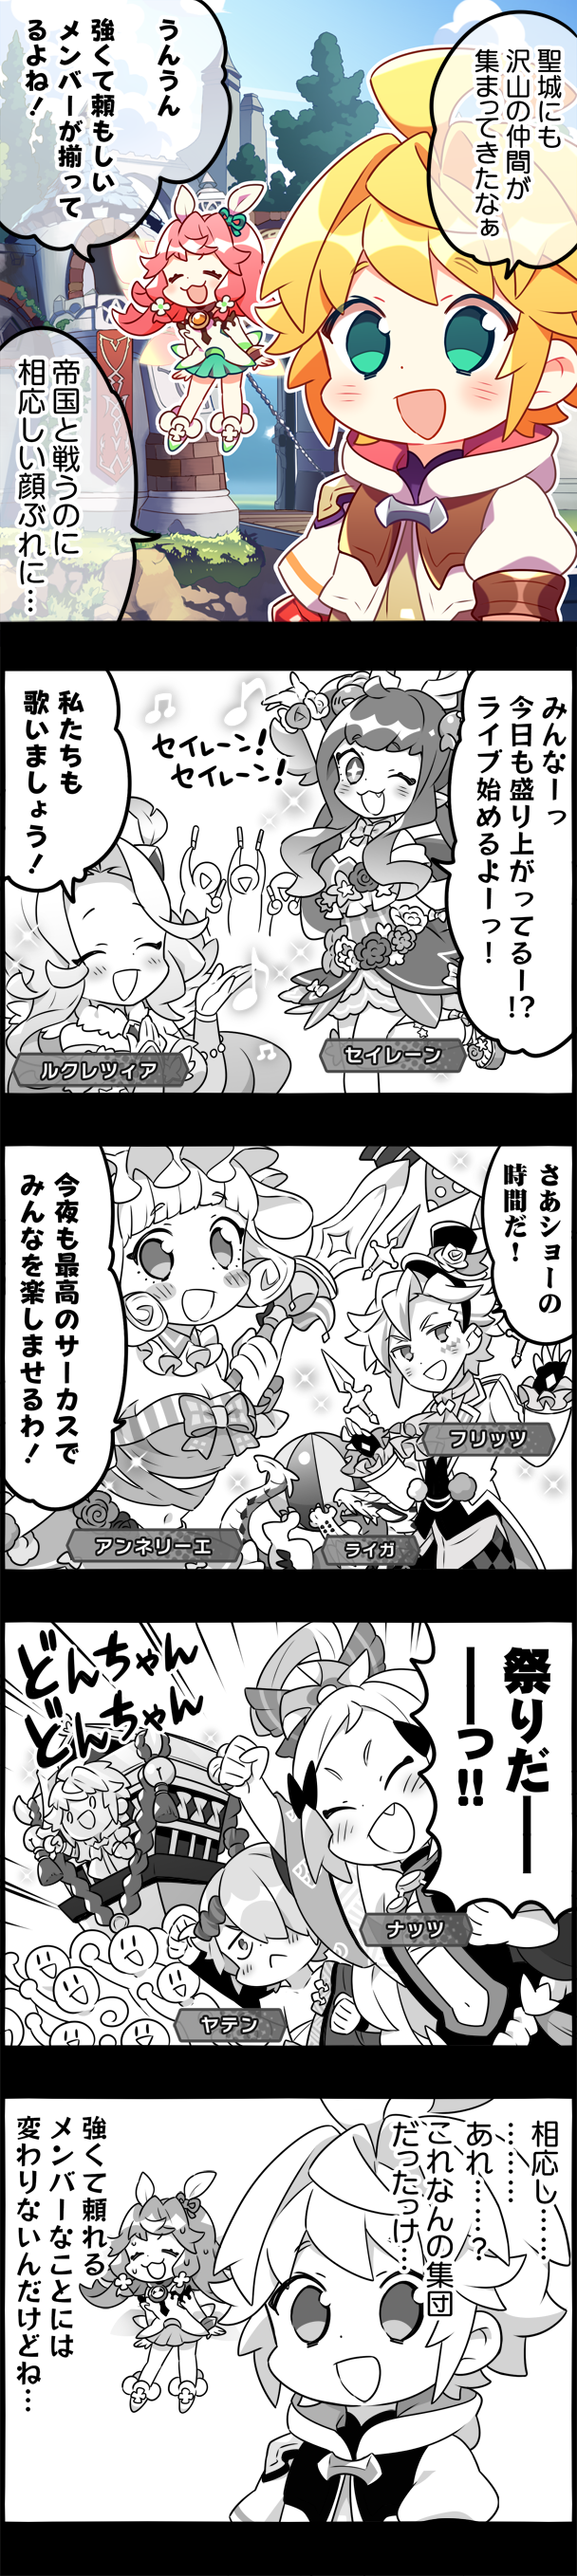 聖城にも
沢山の仲間が
集まってきたなぁ
うんうん
強くて頼もしい
メンバーが揃って
るよね！
帝国と戦うのに
相応しい顔ぶれに…
みんなーっ
今日も盛り上がってるー!?
ライブ始めるよーっ！
セイレーン！
セイレーン！
私たちも
歌いましょう！
セイレーン
ルクレツィア
さあショーの
時間だ！
今夜も最高のサーカスで
みんなを楽しませるわ！
フリッツ
アンネリーエ
ライガ
祭りだー
ーーっ!!
どんちゃん
どんちゃん
ナッツ
ヤテン
相応し……
………
あれ……？
これなんの集団
だったっけ…
強くて頼れる
メンバーなことには
変わりないんだけどね…